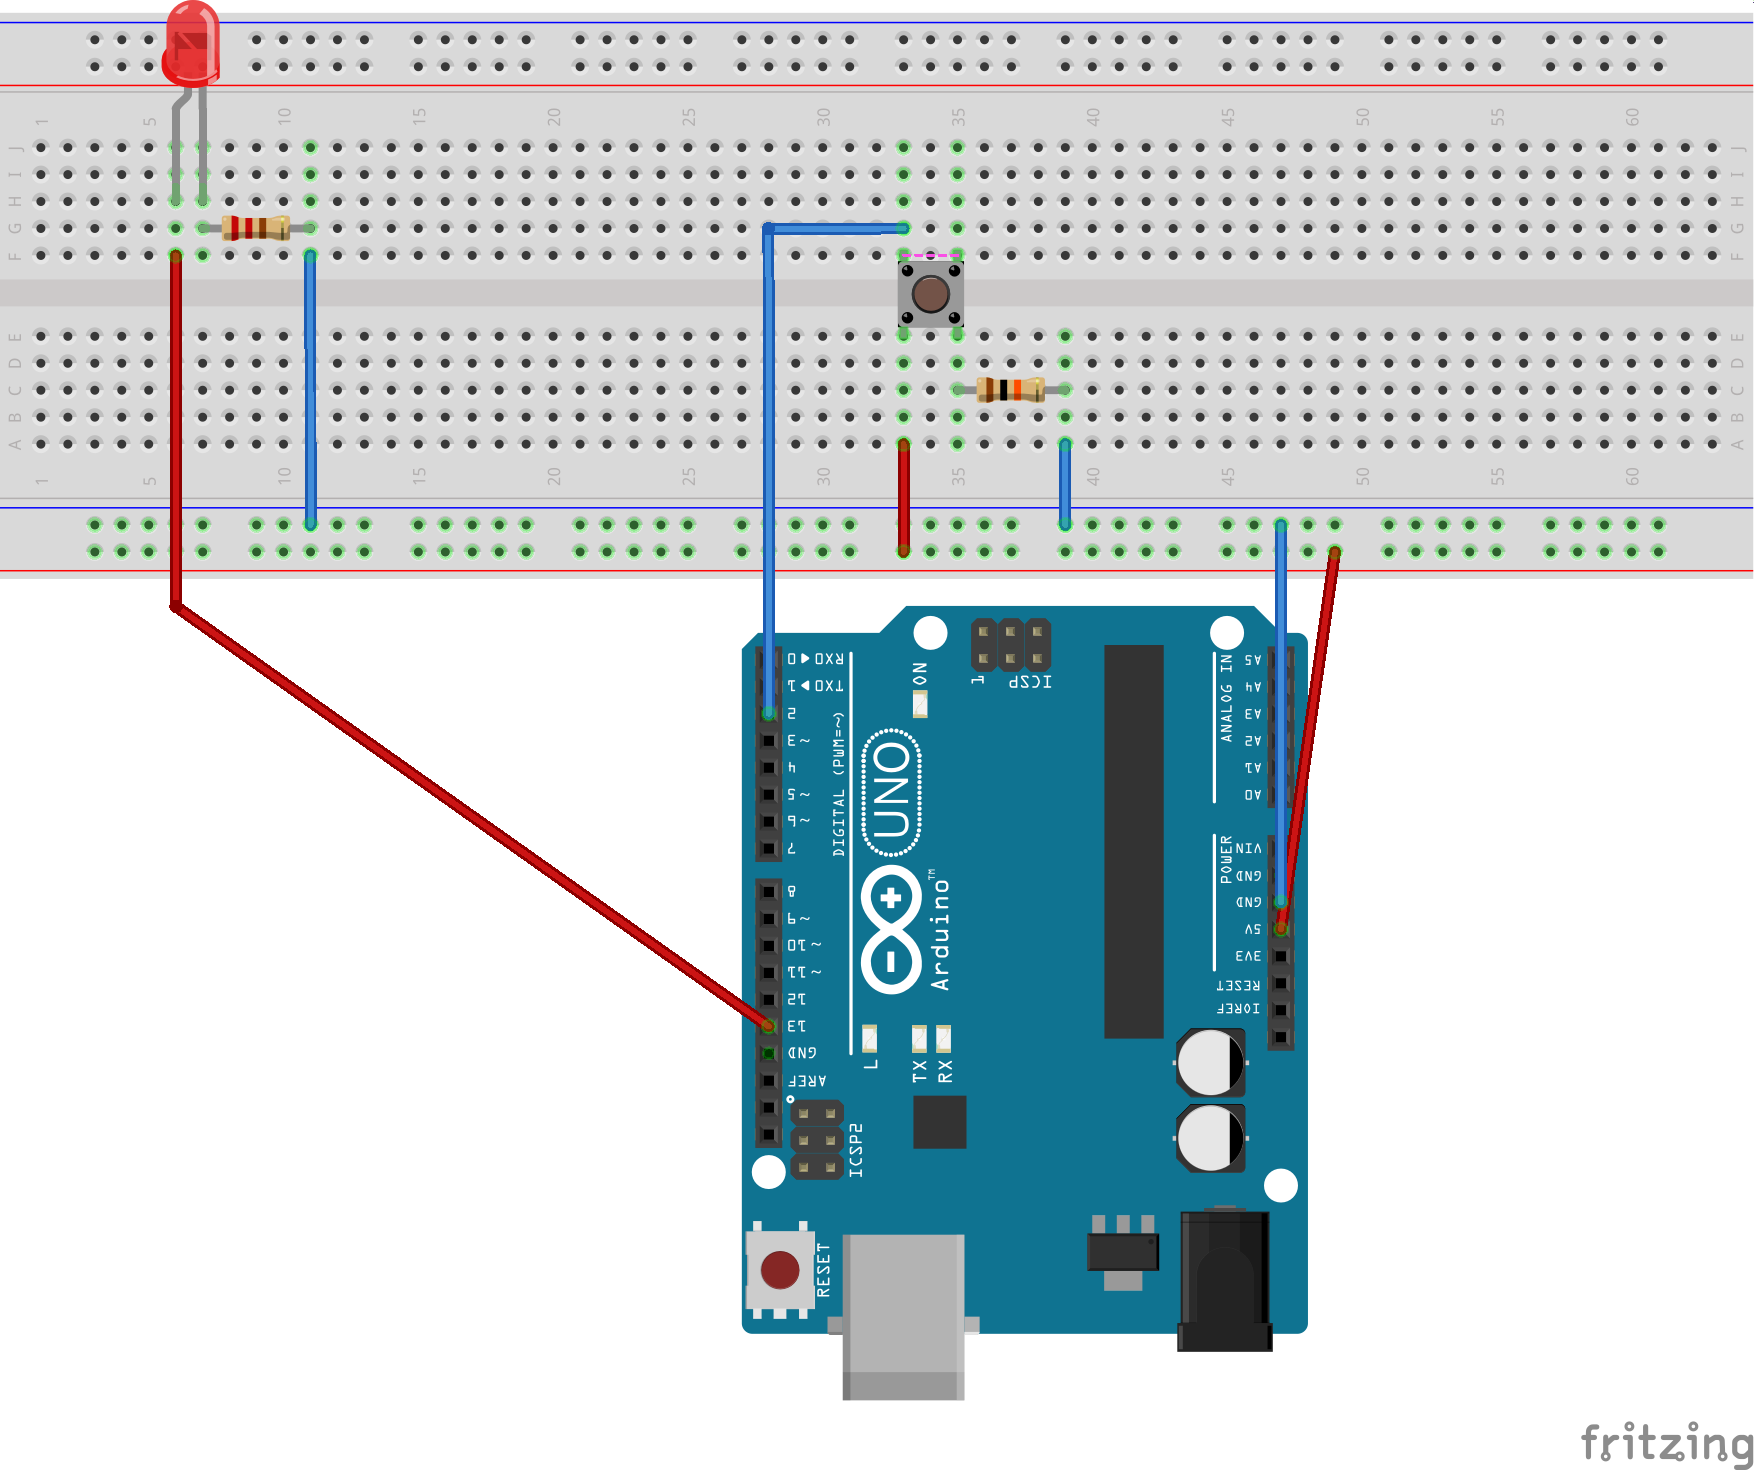 1 5 10 15 20 25 30 35 40 45 50 55 60
J J
I I
H H
G G
F F
E E
D D
C C
B B
A A
1 5 10 15 20 25 30 35 40 45 50 55 60
RX0 ▶ 0
TX0 ▶ 1
2
~3
4
~5
~6
7
DIGITAL (PWM=~)
8
~9
~10
~11
12
13
GND
AREF
ON
1 ICSP
UNO
Arduino™
L
TX
RX
ICSP2
RESET
ANALOG IN
A5
A4
A3
A2
A1
A0
POWER
VIN
GND
GND
5V
3V3
RESET
IOREF
fritzing